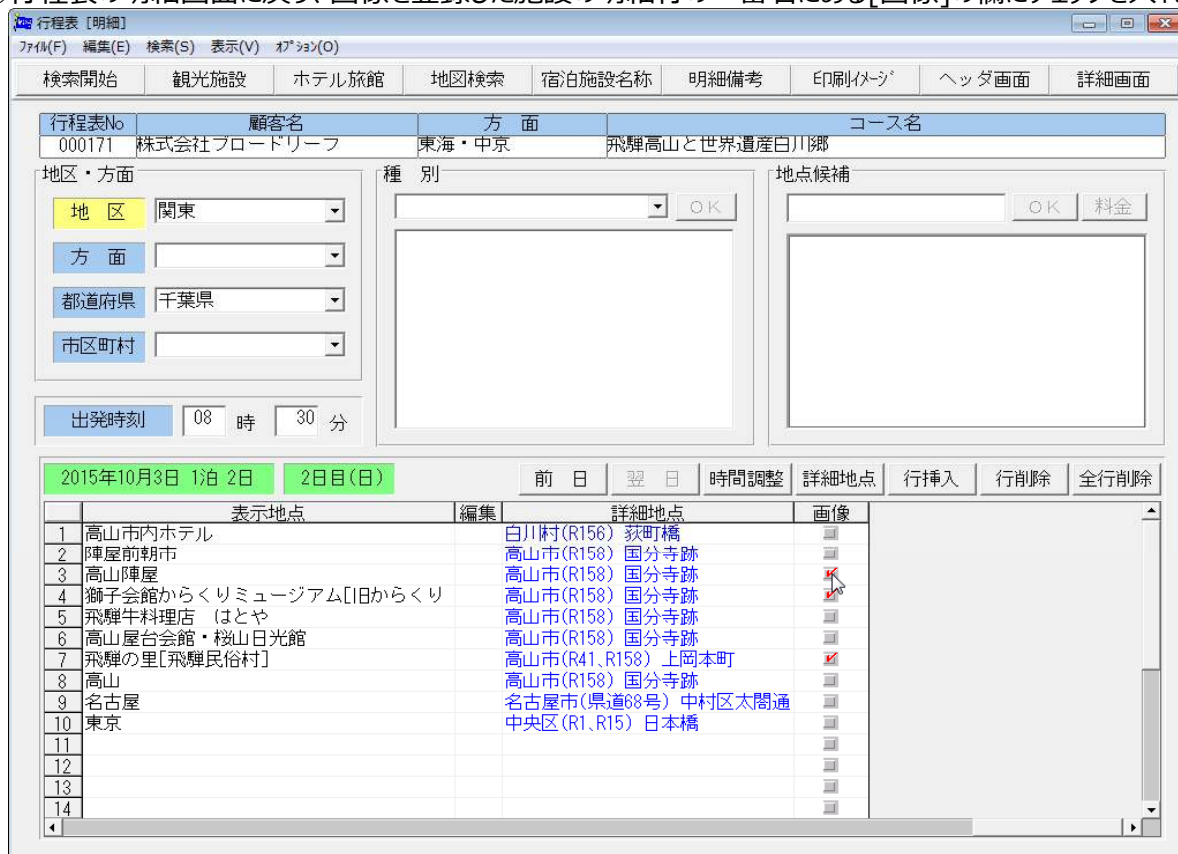 行程表 [明細]
ファイル(F) 編集(E) 検索(S) 表示(V) オプション(O)
検索開始 観光施設 ホテル旅館 地図検索 宿泊施設名称 明細備考 印刷イメージ ヘッダ画面 詳細画面
行程表No 顧客名 方 面 コース名
000171 株式会社ブロードリーフ 東海・中京 飛騨高山と世界遺産白川郷
地区・方面 種 別 地点候補
地 区 関東 OK OK 料金
方 面
都道府県 千葉県
市区町村
出発時刻 08 時 30 分
2015年10月3日 1泊 2日 2日目(日) 前 日 翌 日 時間調整 詳細地点 行挿入 行削除 全行削除
表示地点 編集 詳細地点 画像
1 高山市内ホテル 白川村(R156) 荻町橋
2 陣屋前朝市 高山市(R158) 国分寺跡
3 高山陣屋 高山市(R158) 国分寺跡
4 獅子会館からくりミュージアム[旧からくり 高山市(R158) 国分寺跡
5 飛騨牛料理店 はとや 高山市(R158) 国分寺跡
6 高山屋台会館・桜山日光館 高山市(R158) 国分寺跡
7 飛騨の里[飛騨民俗村] 高山市(R41、R158) 上岡本町
8 高山 高山市(R158) 国分寺跡
9 名古屋 名古屋市(県道68号) 中村区太閤通
10 東京 中央区(R1、R15) 日本橋
11
12
13
14